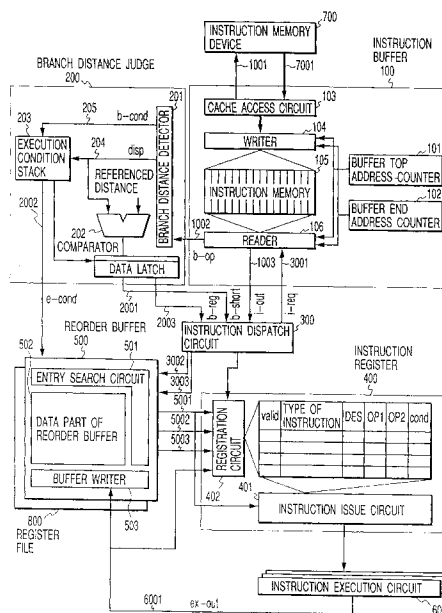 700
INSTRUCTION MEMORY
DEVICE
INSTRUCTION
BUFFER
100
1001
7001
BRANCH DISTANCE JUDGE
200
205
201
b-cond
103
CACHE ACCESS CIRCUIT
104
WRITER
203
204
EXECUTION
CONDITION
STACK
disp
REFERENCED
DISTANCE
BRANCH DISTANCE DETECTOR
105
INSTRUCTION MEMORY
101
BUFFER TOP
ADDRESS COUNTER
102
BUFFER END
ADDRESS COUNTER
2002
202
COMPARATOR
1002
106
READER
b-op
1003
3001
DATA LATCH
2001
2003
b-reg
b-short
i-out
i-req
e-cond
300
INSTRUCTION DISPATCH
CIRCUIT
REORDER BUFFER
502
500
501
3002
3003
INSTRUCTION
REGISTER
400
ENTRY SEARCH CIRCUIT
5001
5002
5003
DATA PART
OF
REORDER BUFFER
REGISTRATION
CIRCUIT
valid
TYPE OF
INSTRUCTION
DES
OP1
OP2
cond
BUFFER WRITER
503
402
401
INSTRUCTION ISSUE CIRCUIT
800
REGISTER
FILE
INSTRUCTION EXECUTION CIRCUIT
6001
ex-out